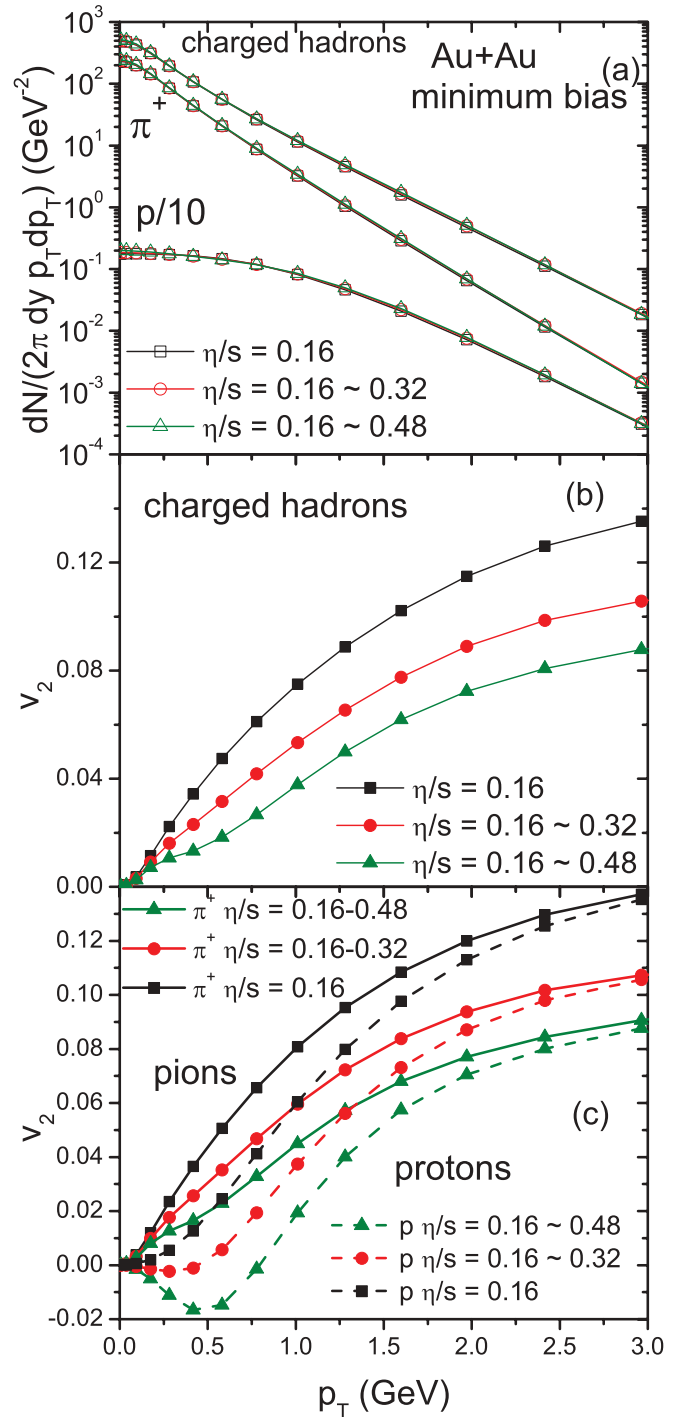 charged hadrons
Au+Au
(a)
minimum bias
π⁺
p/10
η/s = 0.16
η/s = 0.16 ~ 0.32
η/s = 0.16 ~ 0.48
10³
10²
10¹
10⁰
10⁻¹
10⁻²
10⁻³
10⁻⁴
dN/(2π dy p_T dp_T) (GeV⁻²)
charged hadrons
(b)
0.12
0.08
0.04
0.00
v₂
η/s = 0.16
η/s = 0.16 ~ 0.32
η/s = 0.16 ~ 0.48
π⁺ η/s = 0.16-0.48
π⁺ η/s = 0.16-0.32
π⁺ η/s = 0.16
0.12
0.10
0.08
0.06
0.04
0.02
0.00
-0.02
v₂
pions
(c)
protons
p η/s = 0.16 ~ 0.48
p η/s = 0.16 ~ 0.32
p η/s = 0.16
0.0 0.5 1.0 1.5 2.0 2.5 3.0
p_T (GeV)